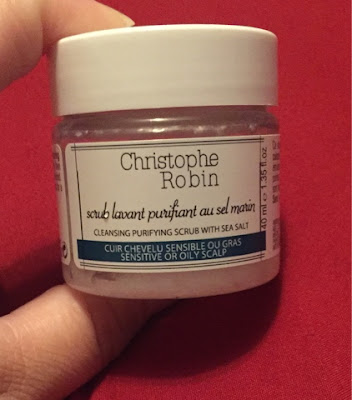 Christophe
Robin
scrub lavant purifiant au sel marin
CLEANSING PURIFYING SCRUB WITH SEA SALT
CUIR CHEVELU SENSIBLE OU GRAS
SENSITIVE OR OILY SCALP
40 ml ℮ 1.35 fl.oz